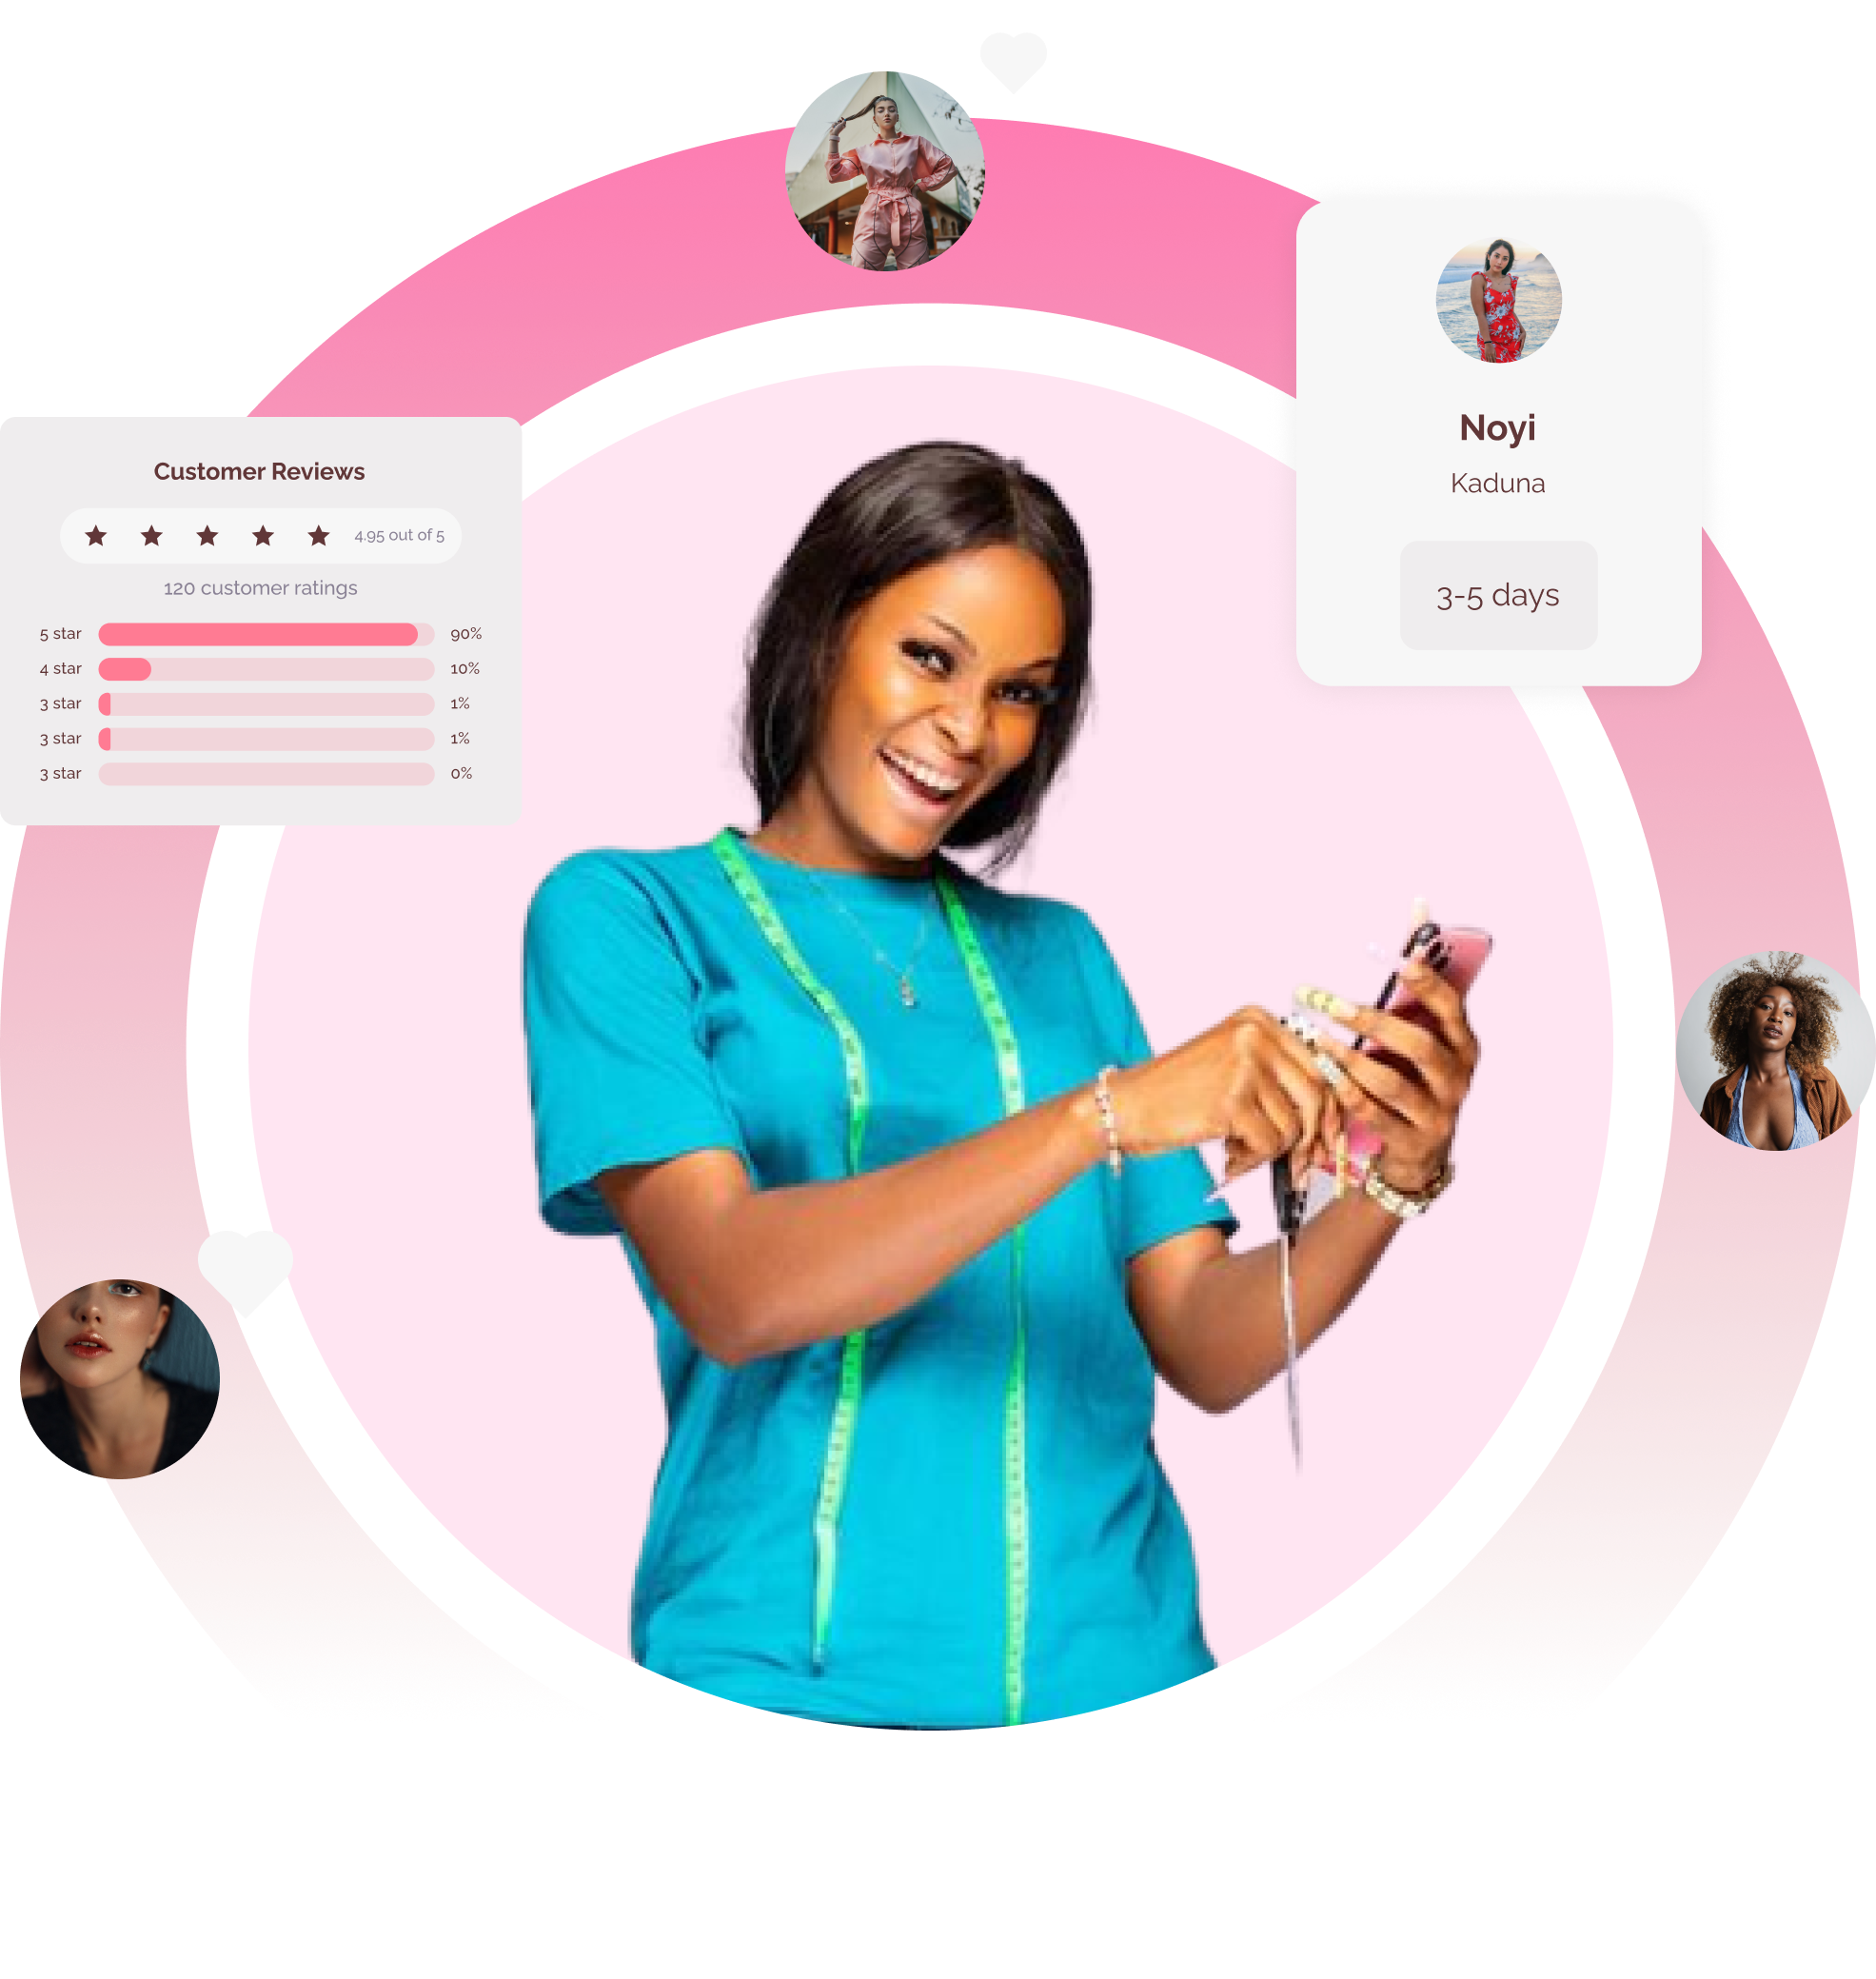 Customer Reviews
4.95 out of 5
120 customer ratings
5 star 90%
4 star 10%
3 star 1%
3 star 1%
3 star 0%
Noyi
Kaduna
3-5 days